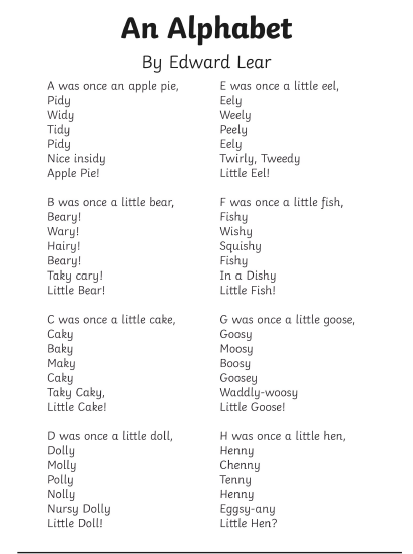 An Alphabet
By Edward Lear
A was once an apple pie,
Pidy
Widy
Tidy
Pidy
Nice insidy
Apple Pie!
B was once a little bear,
Beary!
Wary!
Hairy!
Beary!
Taky cary!
Little Bear!
C was once a little cake,
Caky
Baky
Maky
Caky
Taky Caky,
Little Cake!
D was once a little doll,
Dolly
Molly
Polly
Nolly
Nursy Dolly
Little Doll!
E was once a little eel,
Eely
Weely
Peely
Eely
Twirly, Tweedy
Little Eel!
F was once a little fish,
Fishy
Wishy
Squishy
Fishy
In a Dishy
Little Fish!
G was once a little goose,
Goosy
Moosy
Boosy
Goosey
Waddly-woosy
Little Goose!
H was once a little hen,
Henny
Chenny
Tenny
Henny
Eggsy-any
Little Hen?